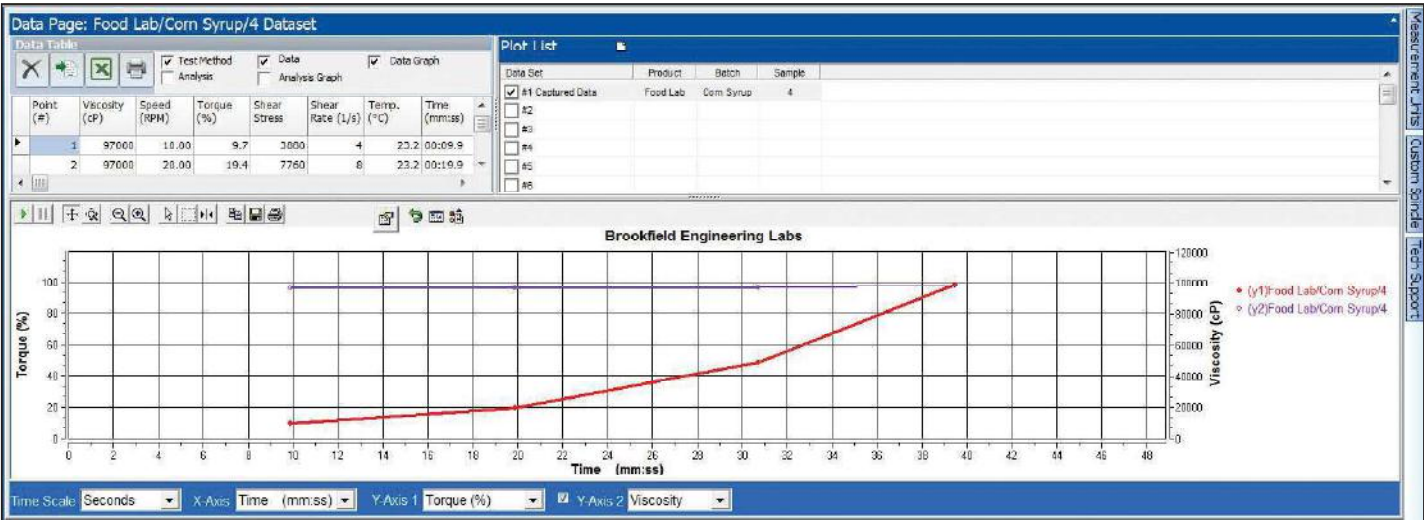 Data Page: Food Lab/Corn Syrup/4 Dataset
Data Table
Test Method Data Data Graph
Analysis Analysis Graph
Point (#) Viscosity (cP) Speed (RPM) Torque (%) Shear Stress Shear Rate (1/s) Temp. (°C) Time (mm:ss)
1 97000 10.00 9.7 4 23.2 00:09.9
2 97000 20.00 19.4 7760 8 23.2 00:19.9
Plot List
Data Set Product Batch Sample
#1 Captured Data Food Lab Corn Syrup 4
#2
#3
#4
#5
#6
Measurement Units
Custom Spindle
Tech Support
Brookfield Engineering Labs
Torque (%)
100
80
60
40
20
0
120000
100000
80000
60000
40000
20000
0
Viscosity (cP)
(y1)Food Lab/Corn Syrup/4
(y2)Food Lab/Corn Syrup/4
0 2 4 6 8 10 12 14 16 18 20 22 24 26 28 30 32 34 36 38 40 42 44 46 48
Time (mm:ss)
Time Scale Seconds X-Axis Time (mm:ss) Y-Axis 1 Torque (%) Y-Axis 2 Viscosity